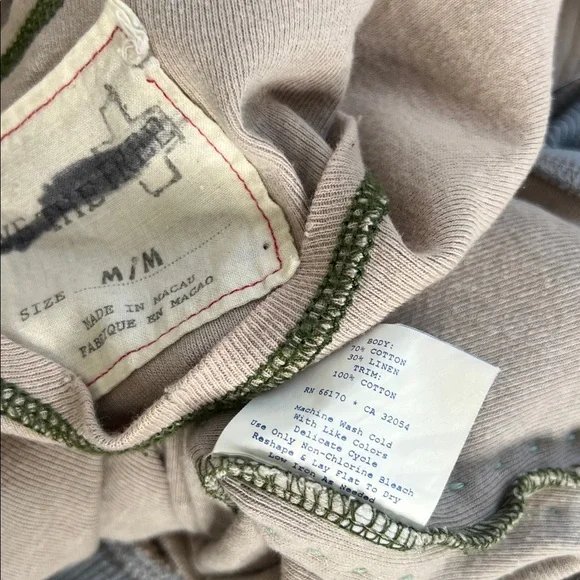 SIZE M/M
MADE IN MACAU
FABRIQUE EN MACAO
BODY:
70% COTTON
30% LINEN
TRIM:
100% COTTON
RN 66170 * CA 32054
Machine Wash Cold
With Like Colors
Delicate Cycle
Use Only Non-Chlorine Bleach
Reshape & Lay Flat To Dry
Low Iron As Needed